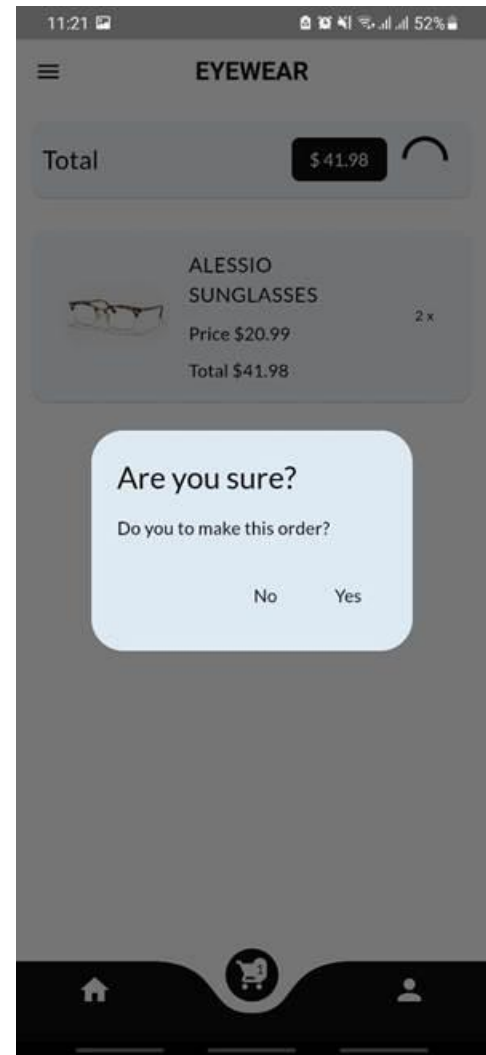 11:21 52%
EYEWEAR
Total $41.98
ALESSIO
SUNGLASSES
2 x
Price $20.99
Total $41.98
Are you sure?
Do you to make this order?
No Yes
1